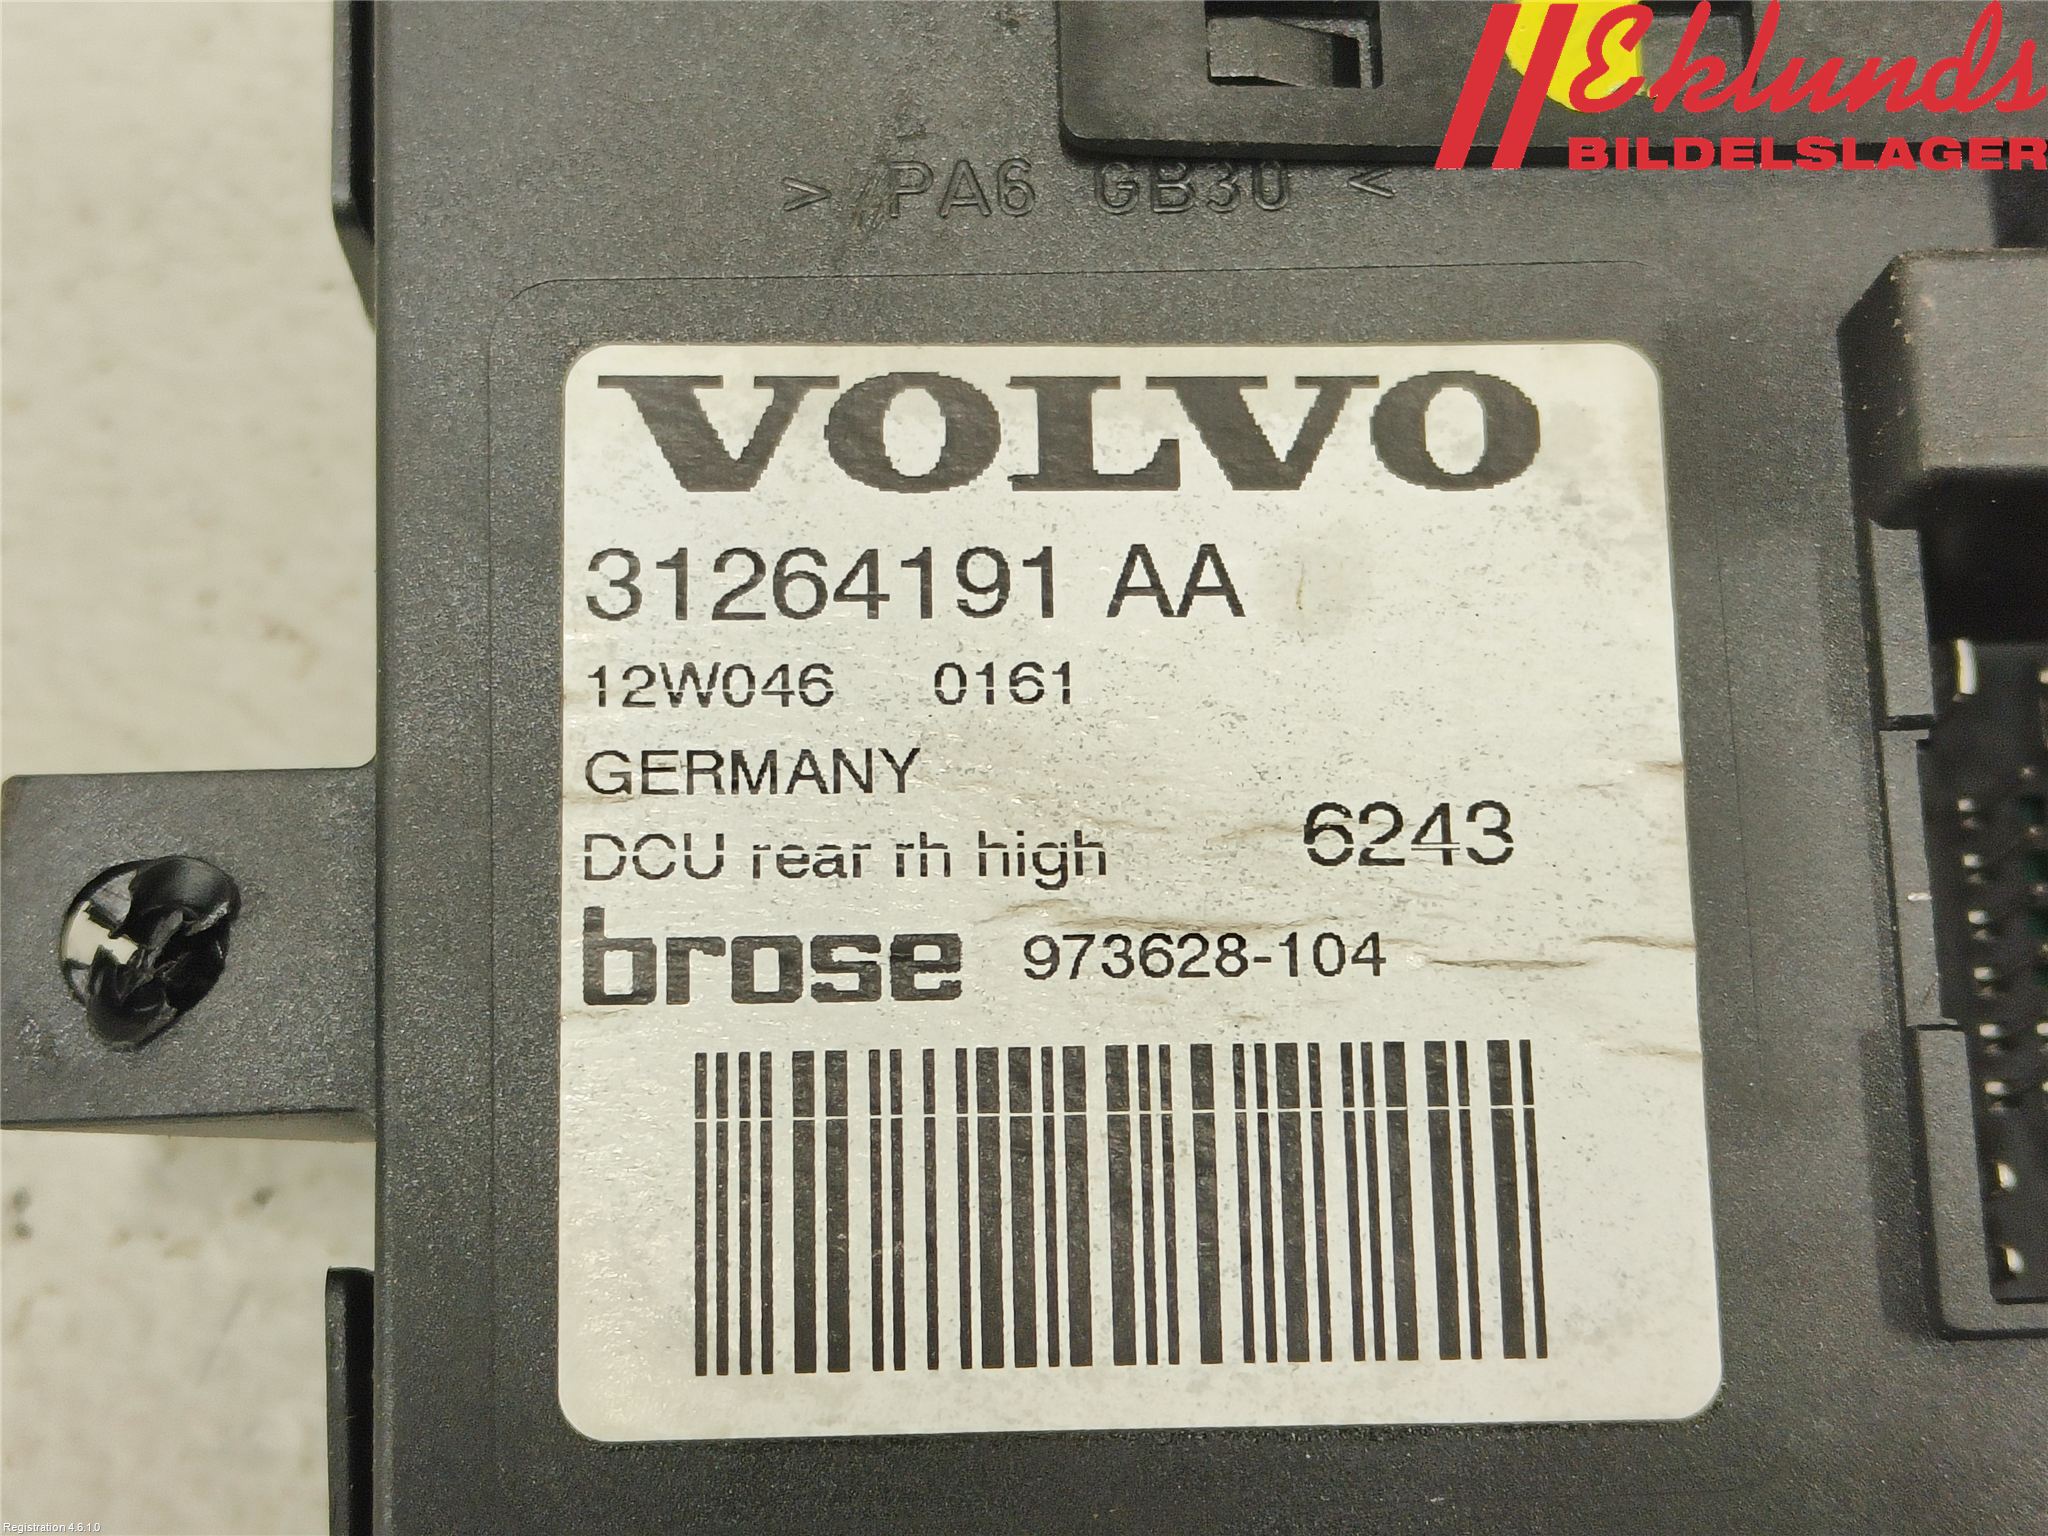 Eklunds
BILDELSLAGER
> PA6 GB30 <
VOLVO
31264191 AA
12W046 0161
GERMANY
DCU rear rh high 6243
brose 973628-104
Registration 4.6.1.0